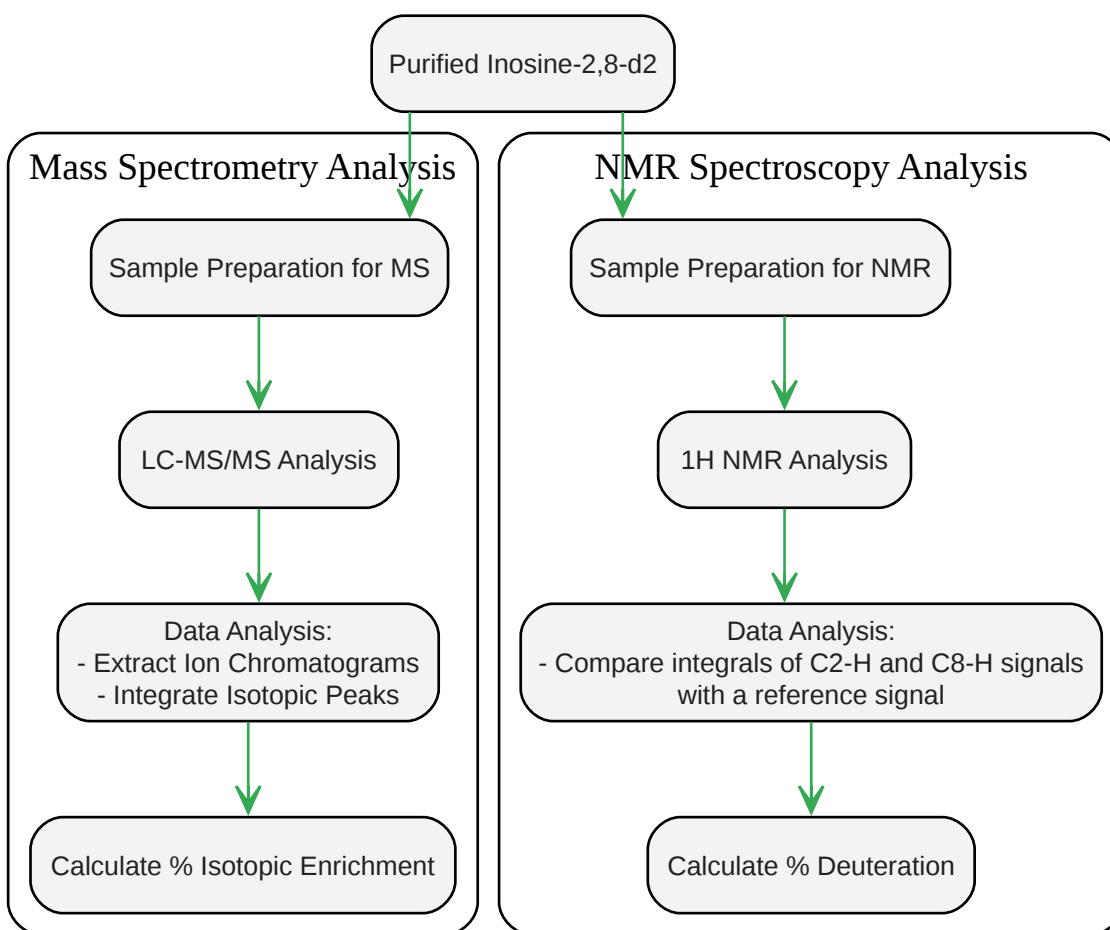 Purified Inosine-2,8-d2
Mass Spectrometry Analysis
Sample Preparation for MS
LC-MS/MS Analysis
Data Analysis:
- Extract Ion Chromatograms
- Integrate Isotopic Peaks
Calculate % Isotopic Enrichment
NMR Spectroscopy Analysis
Sample Preparation for NMR
1H NMR Analysis
Data Analysis:
- Compare integrals of C2-H and C8-H signals
with a reference signal
Calculate % Deuteration